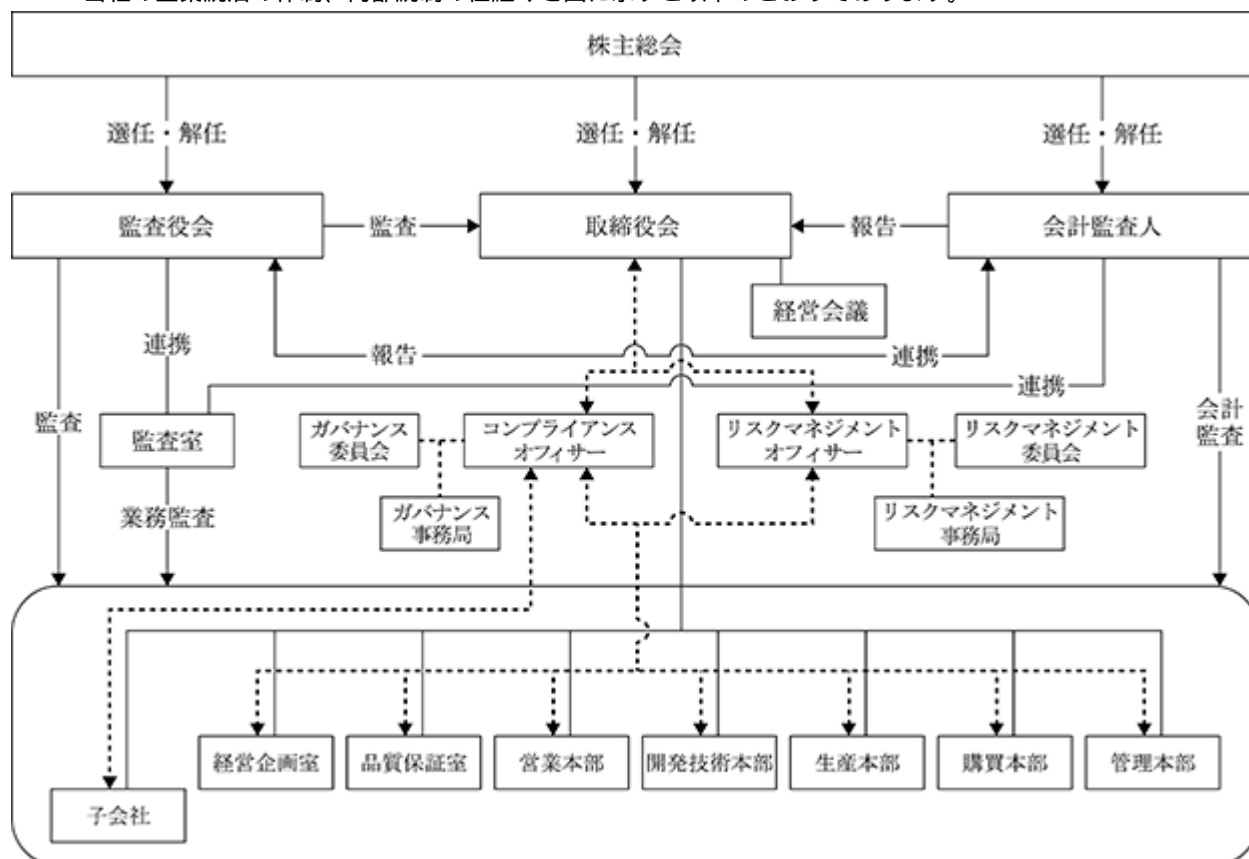 株主総会
選任・解任
選任・解任
選任・解任
監査役会
監査
取締役会
報告
会計監査人
経営会議
連携
報告
連携
連携
監査
監査室
ガバナンス
委員会
コンプライアンス
オフィサー
リスクマネジメント
オフィサー
リスクマネジメント
委員会
会計
監査
業務監査
ガバナンス
事務局
リスクマネジメント
事務局
経営企画室
品質保証室
営業本部
開発技術本部
生産本部
購買本部
管理本部
子会社